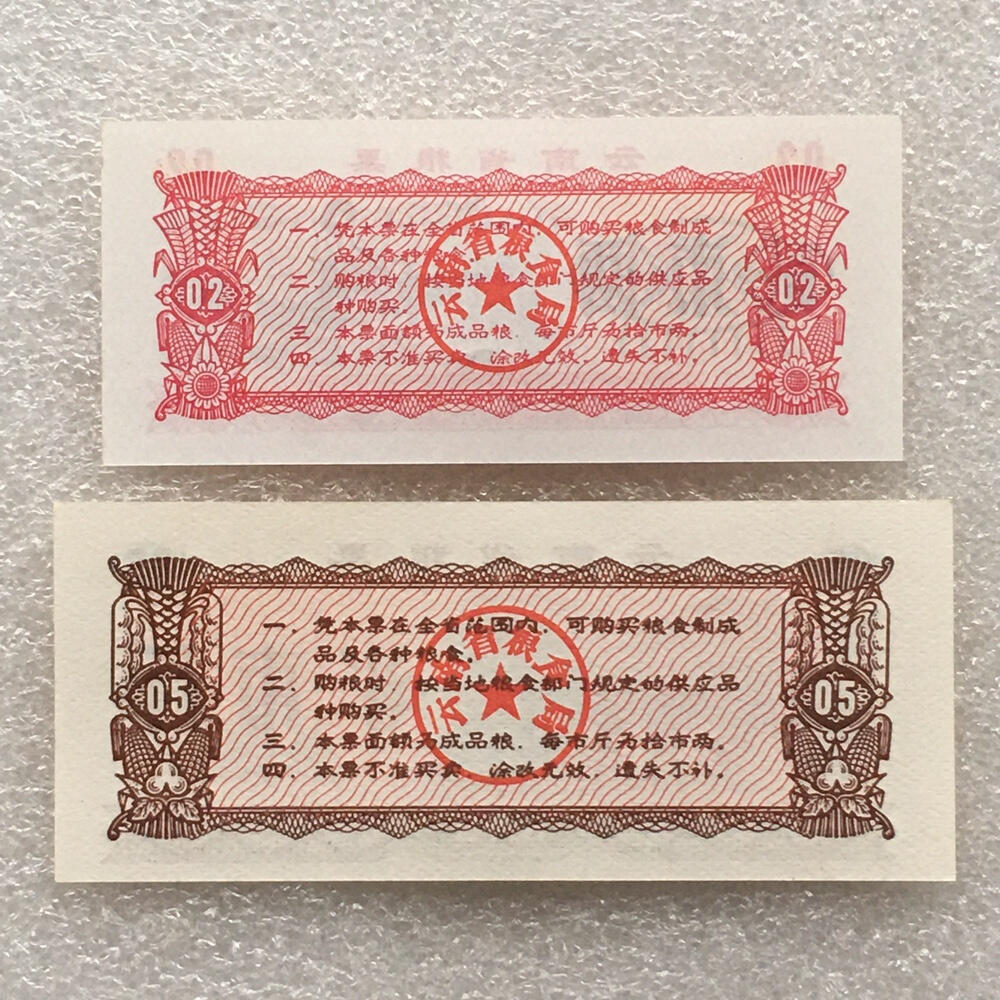 云南省粮票
0.2
0.2
云南省粮食局
一．凭本票在全省范围内．可购买粮食制成
品及各种粮食。
二．购粮时．按当地粮食部门规定的供应品
种购买。
三．本票面额为成品粮．每市斤为拾市两。
四．本票不准买卖．涂改无效．遗失不补。
0.5
0.5
云南省粮食局
一．凭本票在全省范围内．可购买粮食制成
品及各种粮食。
二．购粮时．按当地粮食部门规定的供应品
种购买。
三．本票面额为成品粮．每市斤为拾市两。
四．本票不准买卖．涂改无效．遗失不补．